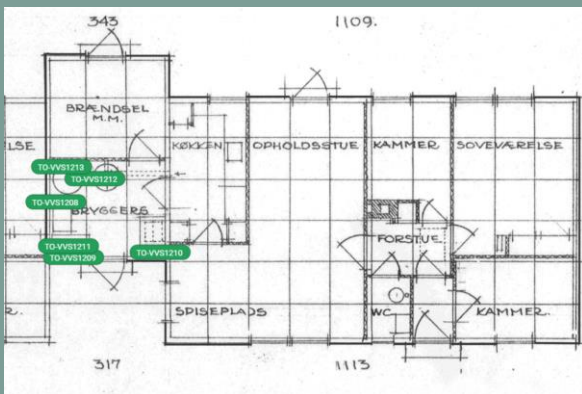 343
1109.
BRÆNDSEL
M.M.
ELSE
KØKKEN
OPHOLDSSTUE
KAMMER
SOVEVÆRELSE
TO-VVS1213
TO-VVS1212
TO-VVS1208
BRYGGERS
TO-VVS1211
TO-VVS1209
TO-VVS1210
FORSTUE
R.
SPISEPLADS
WC
KAMMER.
317
1113